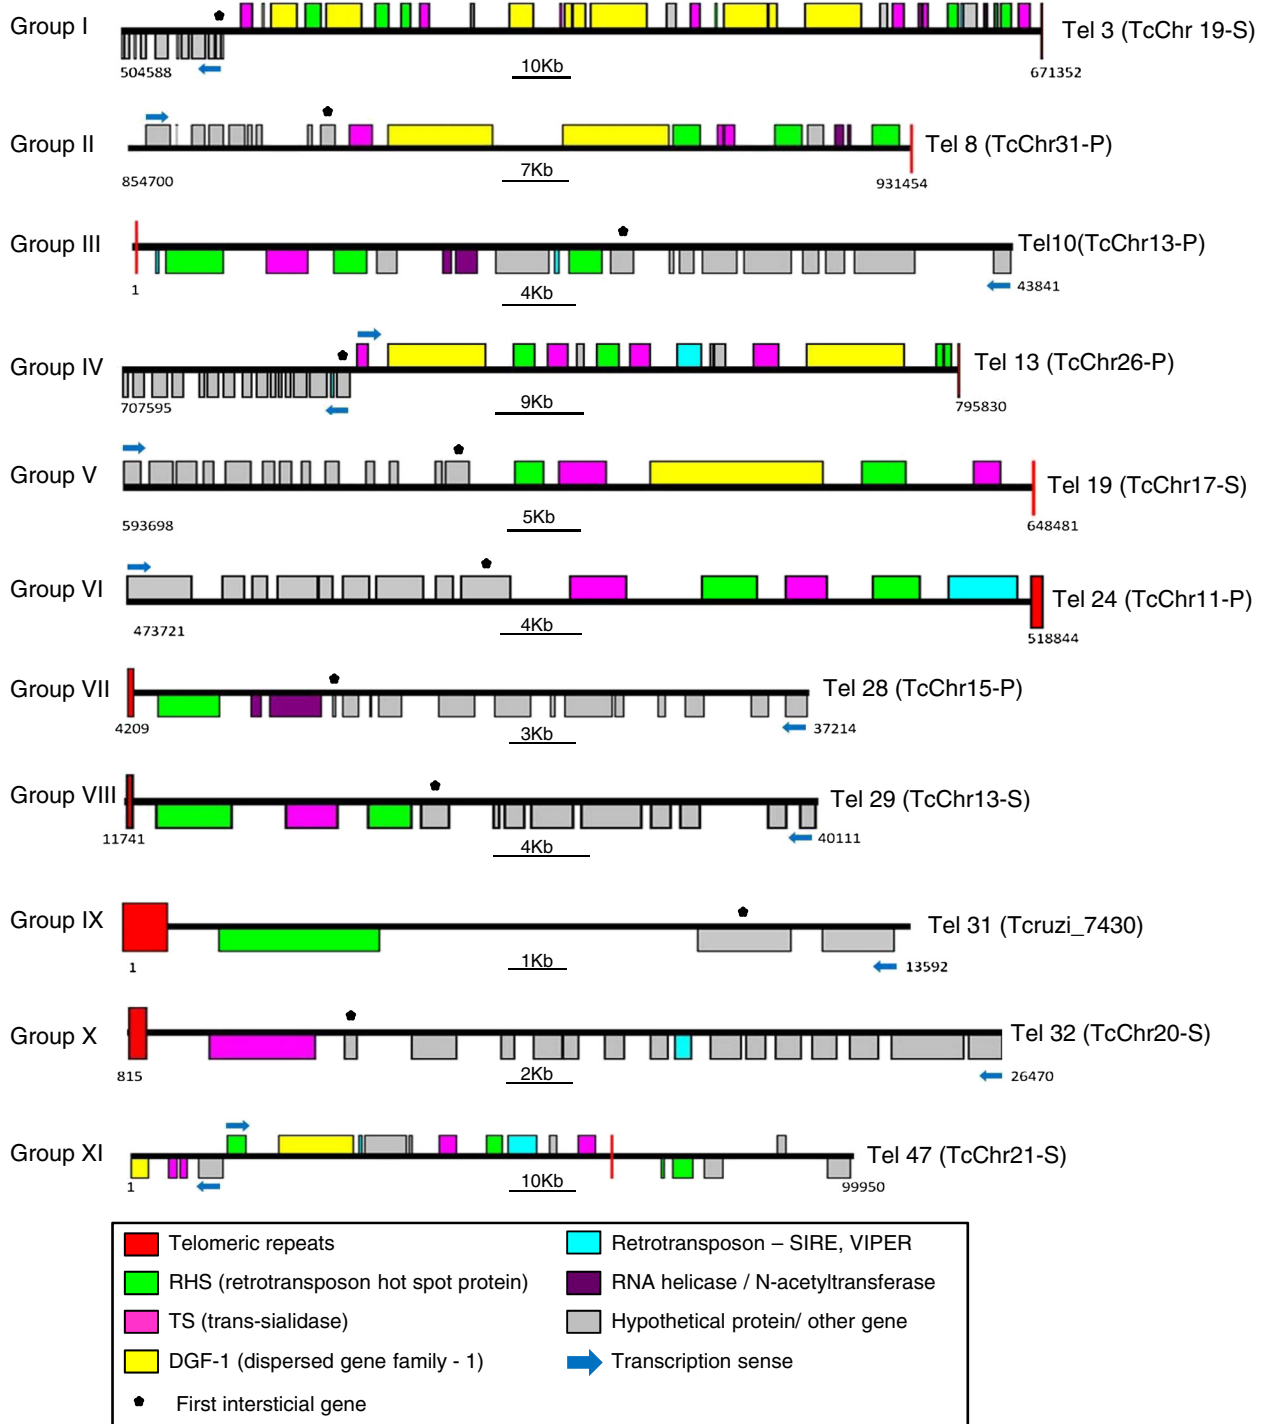 Group I
Tel 3 (TcChr 19-S)
504588
10Kb
671352
Group II
Tel 8 (TcChr31-P)
854700
7Kb
931454
Group III
Tel10(TcChr13-P)
1
4Kb
43841
Group IV
Tel 13 (TcChr26-P)
707595
9Kb
795830
Group V
Tel 19 (TcChr17-S)
593698
5Kb
648481
Group VI
Tel 24 (TcChr11-P)
473721
4Kb
518844
Group VII
Tel 28 (TcChr15-P)
4209
3Kb
37214
Group VIII
Tel 29 (TcChr13-S)
11741
4Kb
40111
Group IX
Tel 31 (Tcruzi_7430)
1
1Kb
13592
Group X
Tel 32 (TcChr20-S)
815
2Kb
26470
Group XI
Tel 47 (TcChr21-S)
1
10Kb
99950
Telomeric repeats
RHS (retrotransposon hot spot protein)
TS (trans-sialidase)
DGF-1 (dispersed gene family - 1)
First intersticial gene
Retrotransposon – SIRE, VIPER
RNA helicase / N-acetyltransferase
Hypothetical protein/ other gene
Transcription sense